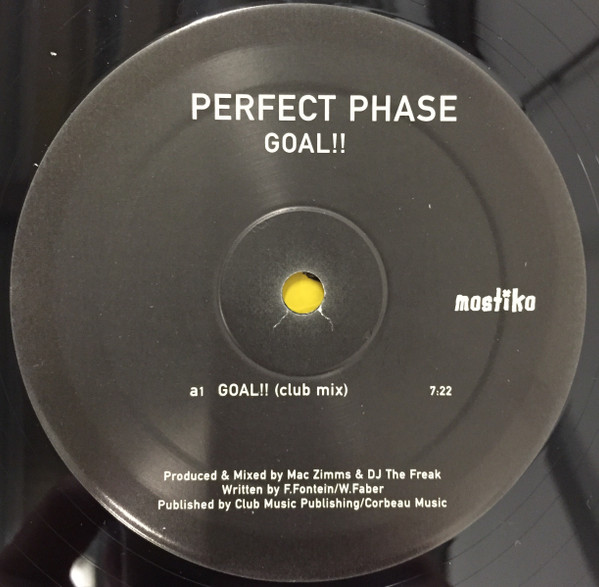 PERFECT PHASE
GOAL!!
mostiko
a1 GOAL!! (club mix) 7:22
Produced & Mixed by Mac Zimms & DJ The Freak
Written by F.Fontein/W.Faber
Published by Club Music Publishing/Corbeau Music